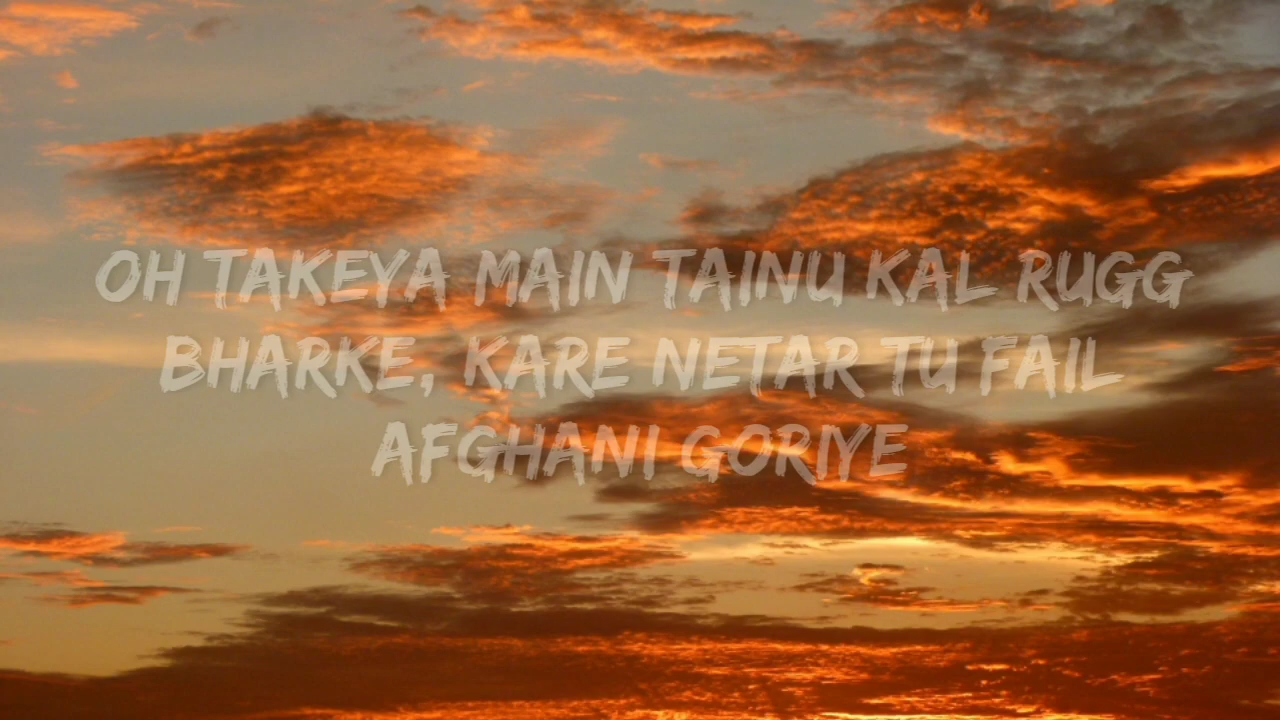 OH TAKEYA MAIN TAINU KAL RUGG
BHARKE, KARE NETAR TU FAIL
AFGHANI GORIYE